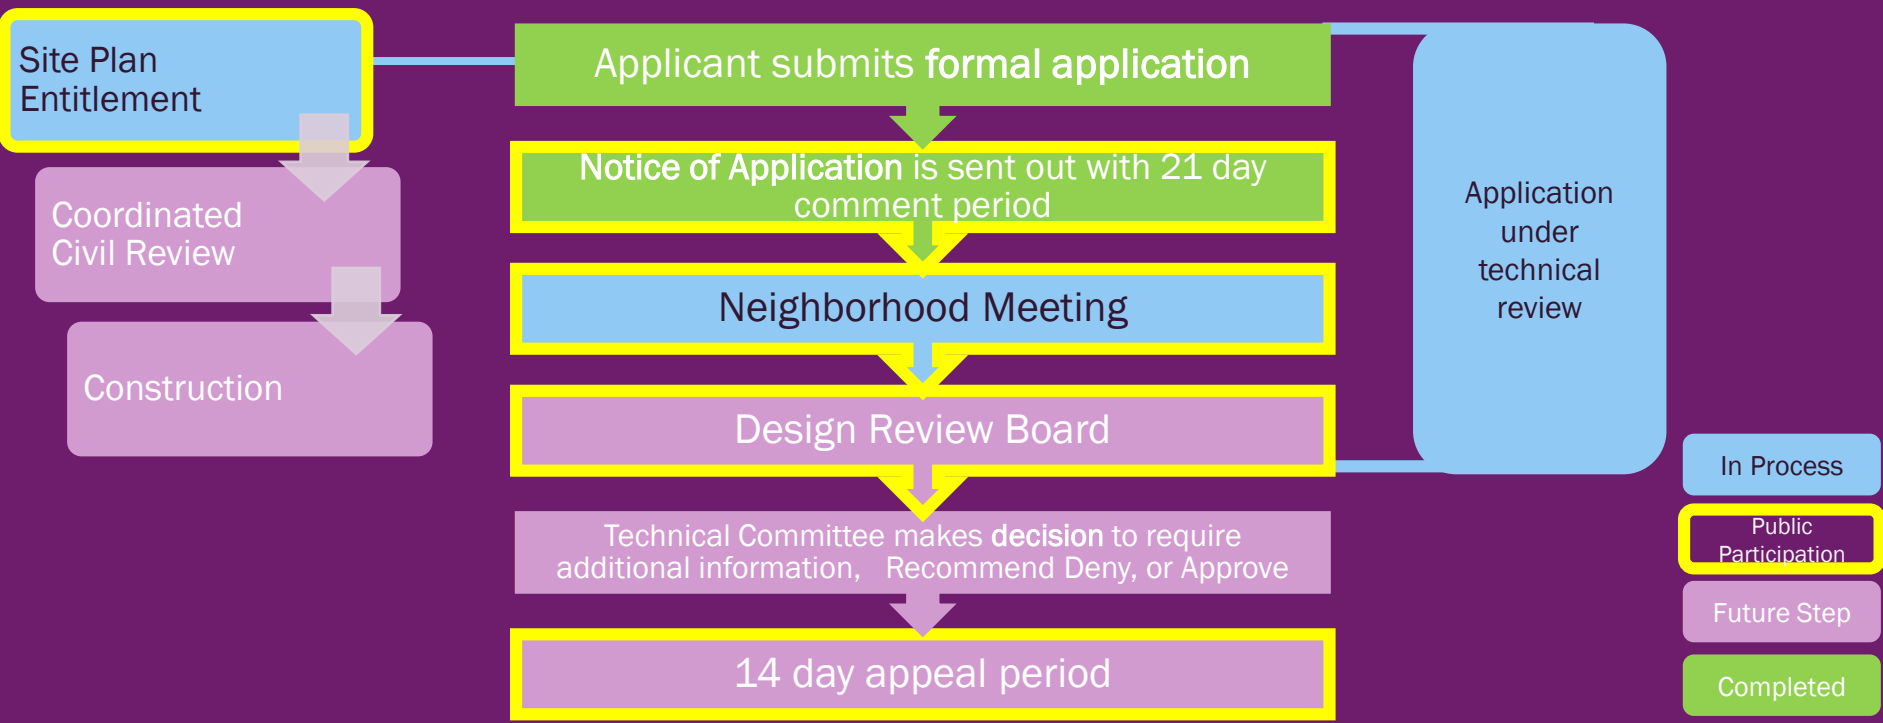 Site Plan
Entitlement
Coordinated
Civil Review
Construction
Applicant submits formal application
Notice of Application is sent out with 21 day
comment period
Neighborhood Meeting
Design Review Board
Technical Committee makes decision to require
additional information, Recommend Deny, or Approve
14 day appeal period
Application
under
technical
review
In Process
Public
Participation
Future Step
Completed